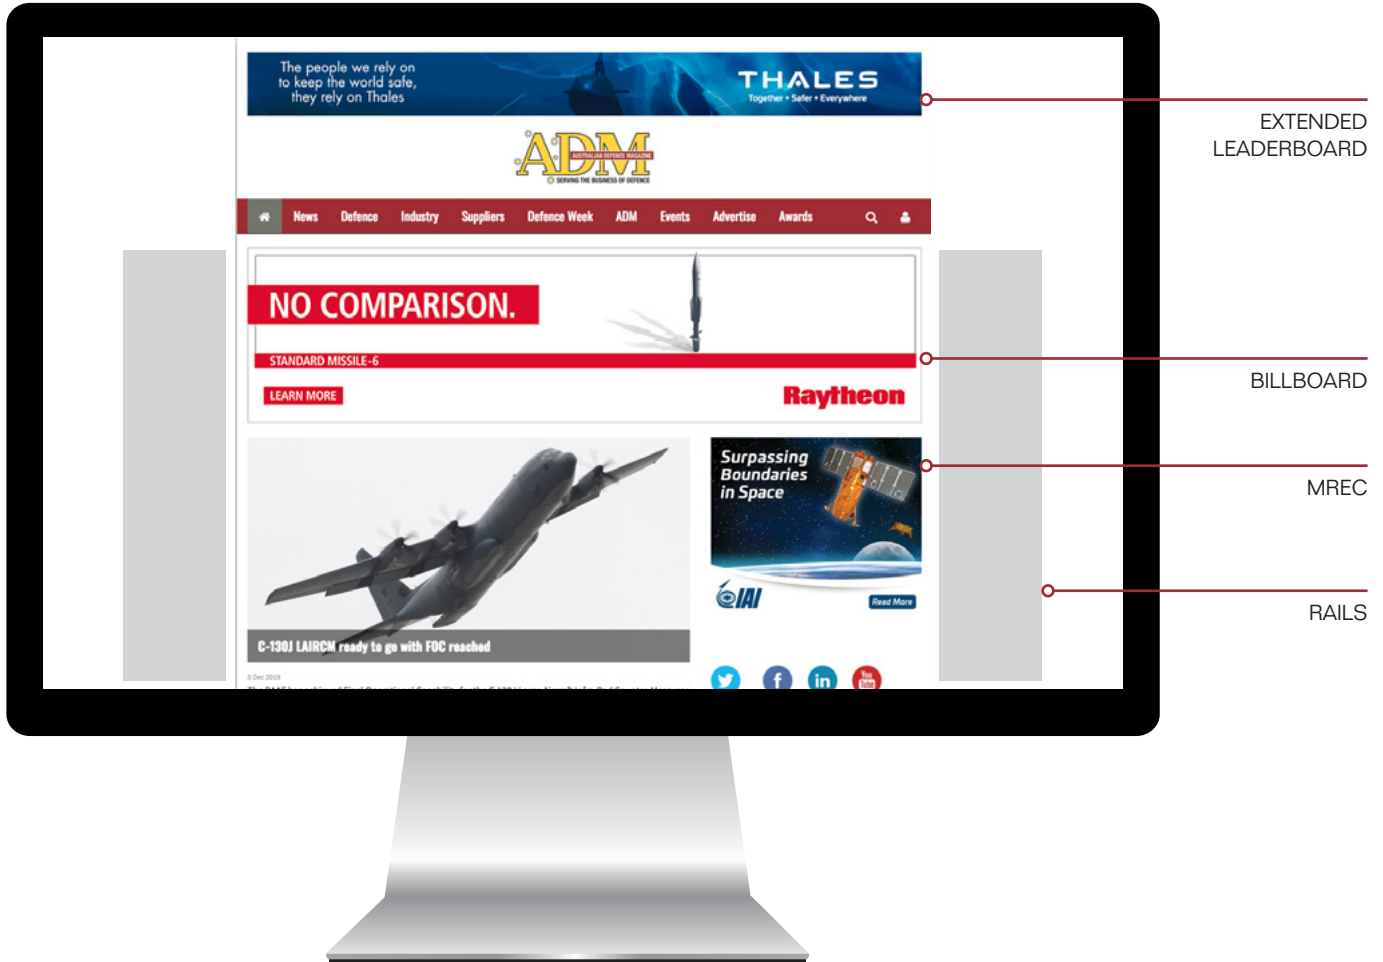 The people we rely on
to keep the world safe,
they rely on Thales
THALES
Together • Safer • Everywhere
EXTENDED
LEADERBOARD
ADM
AUSTRALIAN DEFENCE MAGAZINE
SERVING THE BUSINESS OF DEFENCE
News Defence Industry Suppliers Defence Week ADM Events Advertise Awards
NO COMPARISON.
STANDARD MISSILE-6
LEARN MORE
Raytheon
BILLBOARD
Surpassing
Boundaries
in Space
IAI
Read More
MREC
RAILS
C-130J LAIRCM ready to go with FOC reached
5 Dec 2019
f
in
You
Tube